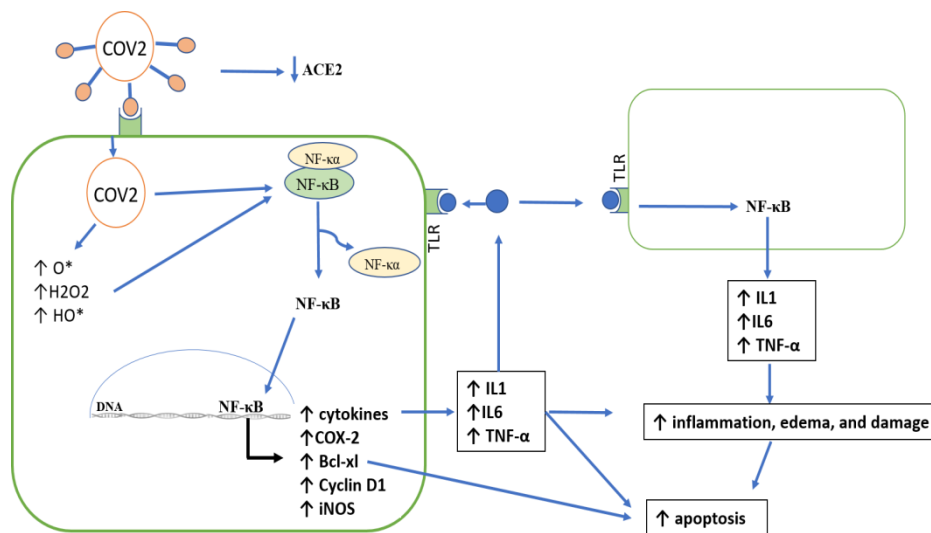 COV2
↓ ACE2
COV2
NF-κα
NF-κB
TLR
NF-κα
↑ O*
↑H2O2
↑ HO*
NF-κB
DNA
NF-κB
↑ cytokines
↑COX-2
↑ Bcl-xl
↑ Cyclin D1
↑ iNOS
↑ IL1
↑IL6
↑ TNF-α
TLR
NF-κB
↑ IL1
↑IL6
↑ TNF-α
↑ inflammation, edema, and damage
↑ apoptosis